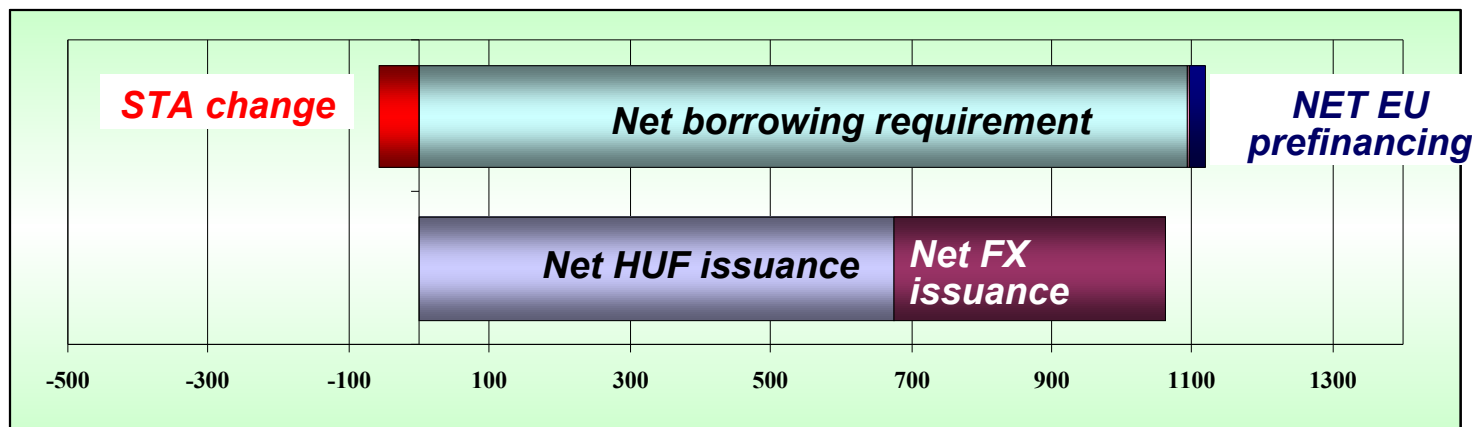 STA change
Net borrowing requirement
NET EU
prefinancing
Net HUF issuance
Net FX
issuance
-500 -300 -100 100 300 500 700 900 1100 1300